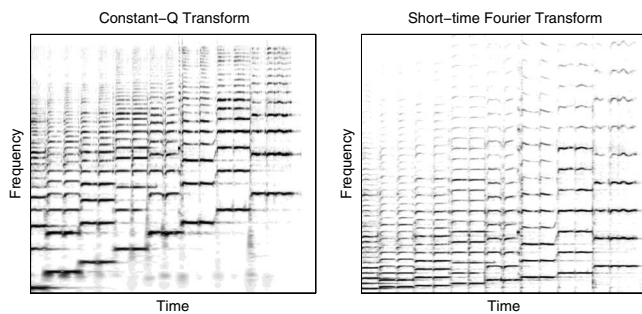 Constant-Q Transform
Frequency
Time
Short-time Fourier Transform
Frequency
Time